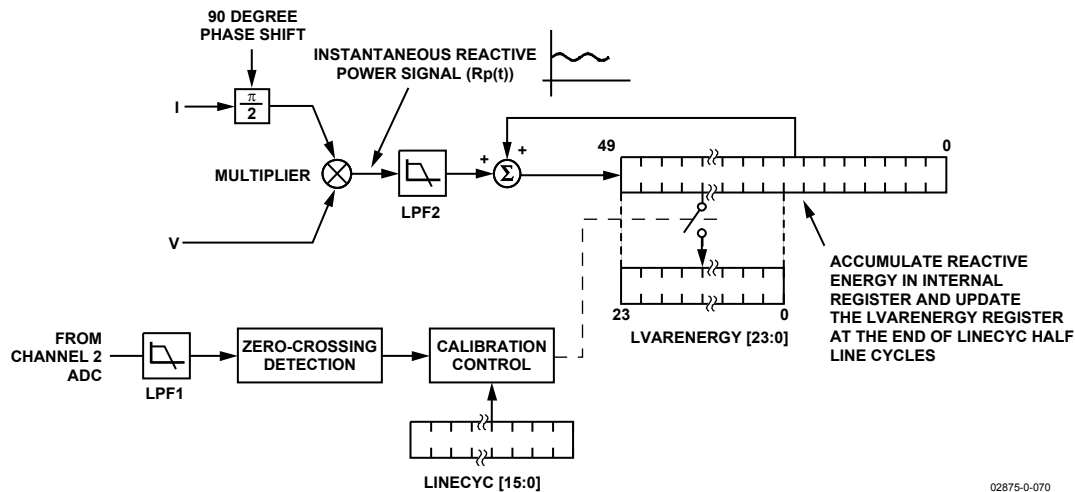 90 DEGREE
PHASE SHIFT
INSTANTANEOUS REACTIVE
POWER SIGNAL (Rp(t))
I
π
2
MULTIPLIER
LPF2
+
+
Σ
49
0
V
23
0
LVARENERGY [23:0]
ACCUMULATE REACTIVE
ENERGY IN INTERNAL
REGISTER AND UPDATE
THE LVARENERGY REGISTER
AT THE END OF LINECYC HALF
LINE CYCLES
FROM
CHANNEL 2
ADC
LPF1
ZERO-CROSSING
DETECTION
CALIBRATION
CONTROL
LINECYC [15:0]
02875-0-070